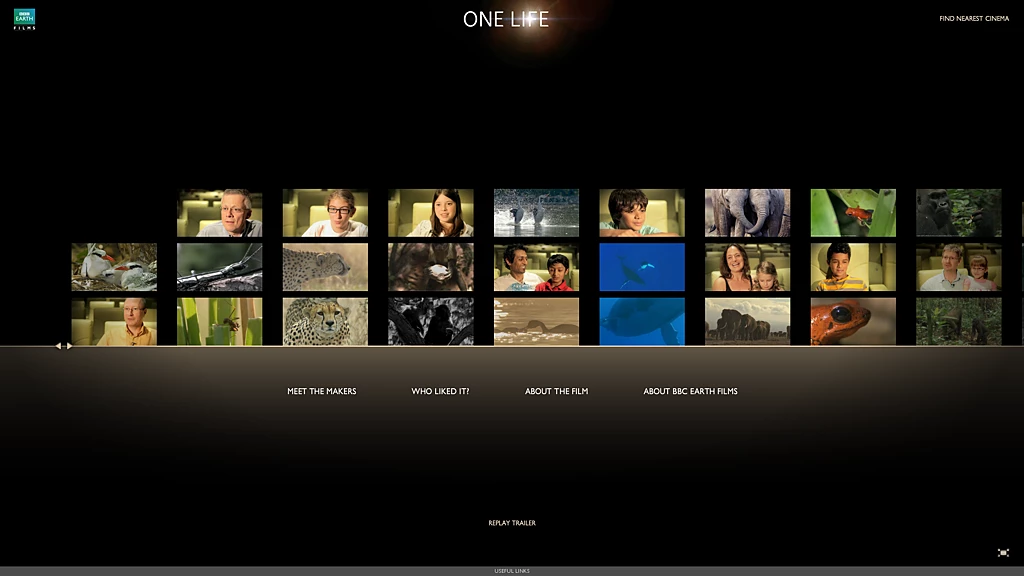 BBC
EARTH
FILMS
ONE LIFE
FIND NEAREST CINEMA
MEET THE MAKERS
WHO LIKED IT?
ABOUT THE FILM
ABOUT BBC EARTH FILMS
REPLAY TRAILER
USEFUL LINKS